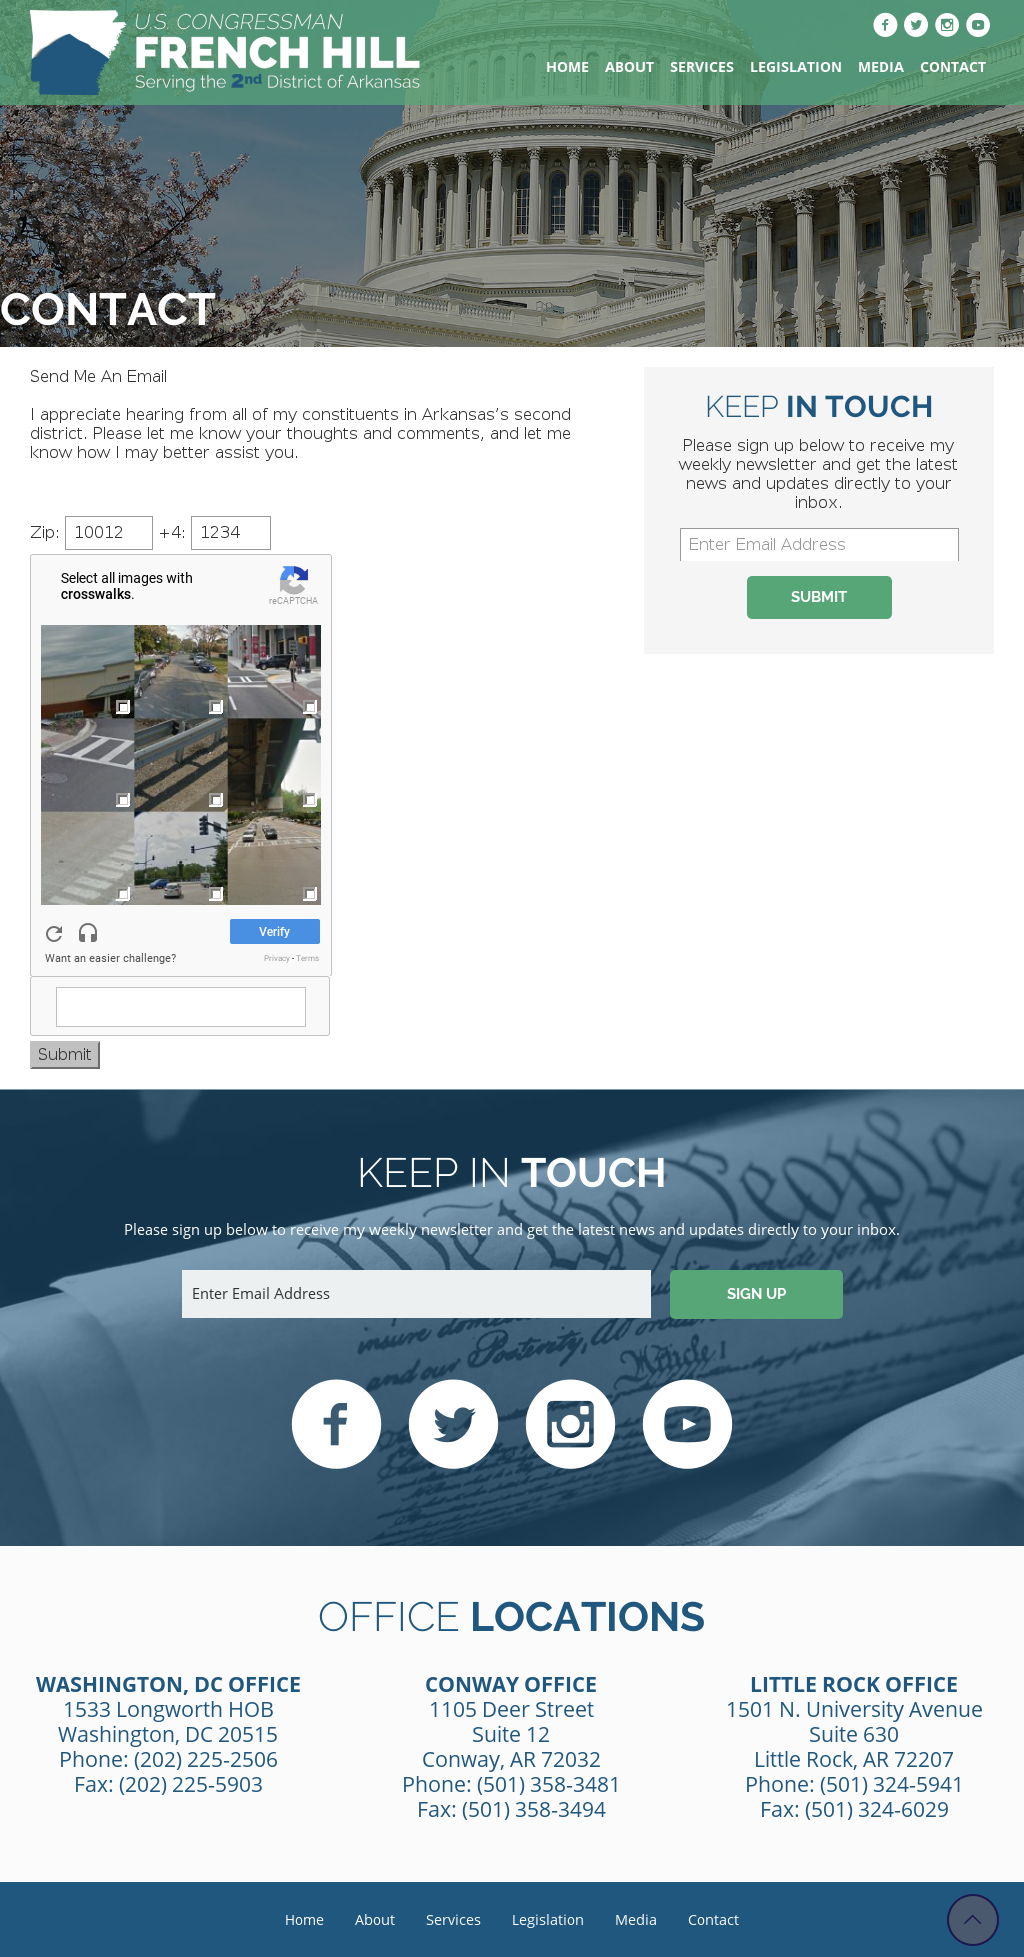 U.S. CONGRESSMAN
FRENCH HILL
Serving the 2nd District of Arkansas
HOME ABOUT SERVICES LEGISLATION MEDIA CONTACT
CONTACT
Send Me An Email
I appreciate hearing from all of my constituents in Arkansas's second
district. Please let me know your thoughts and comments, and let me
know how I may better assist you.
Zip: 10012 +4: 1234
Select all images with
crosswalks.
reCAPTCHA
Verify
Want an easier challenge?
Privacy - Terms
Submit
KEEP IN TOUCH
Please sign up below to receive my
weekly newsletter and get the latest
news and updates directly to your
inbox.
Enter Email Address
SUBMIT
KEEP IN TOUCH
Please sign up below to receive my weekly newsletter and get the latest news and updates directly to your inbox.
Enter Email Address
SIGN UP
insure domestic
and our Posterity,
Article I
OFFICE LOCATIONS
WASHINGTON, DC OFFICE
1533 Longworth HOB
Washington, DC 20515
Phone: (202) 225-2506
Fax: (202) 225-5903
CONWAY OFFICE
1105 Deer Street
Suite 12
Conway, AR 72032
Phone: (501) 358-3481
Fax: (501) 358-3494
LITTLE ROCK OFFICE
1501 N. University Avenue
Suite 630
Little Rock, AR 72207
Phone: (501) 324-5941
Fax: (501) 324-6029
Home About Services Legislation Media Contact